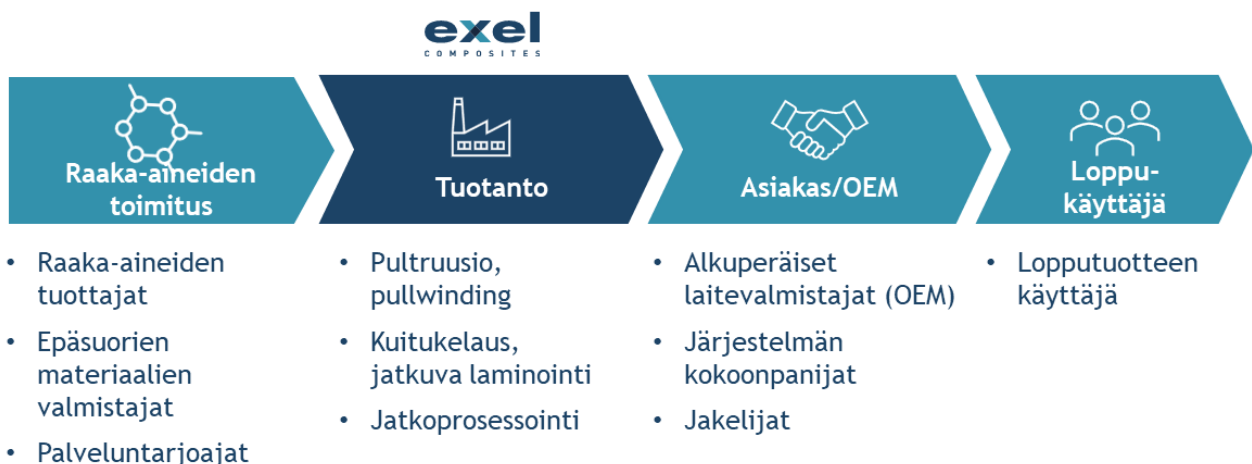 exel
COMPOSITES
Raaka-aineiden
toimitus
Tuotanto
Asiakas/OEM
Loppu-
käyttäjä
• Raaka-aineiden
tuottajat
• Epäsuorien
materiaalien
valmistajat
• Palveluntarjoajat
• Pultruusio,
pullwinding
• Kuitukelaus,
jatkuva laminointi
• Jatkoprosessointi
• Alkuperäiset
laitevalmistajat (OEM)
• Järjestelmän
kokoonpanijat
• Jakelijat
• Lopputuotteen
käyttäjä